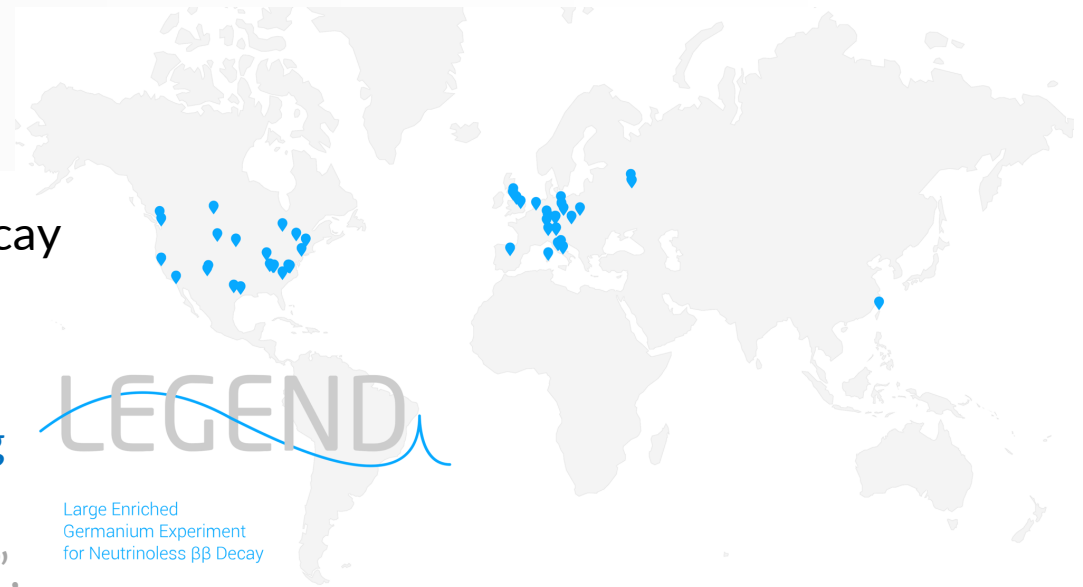 cay
LEGEND
g
Large Enriched
Germanium Experiment
for Neutrinoless ββ Decay
,